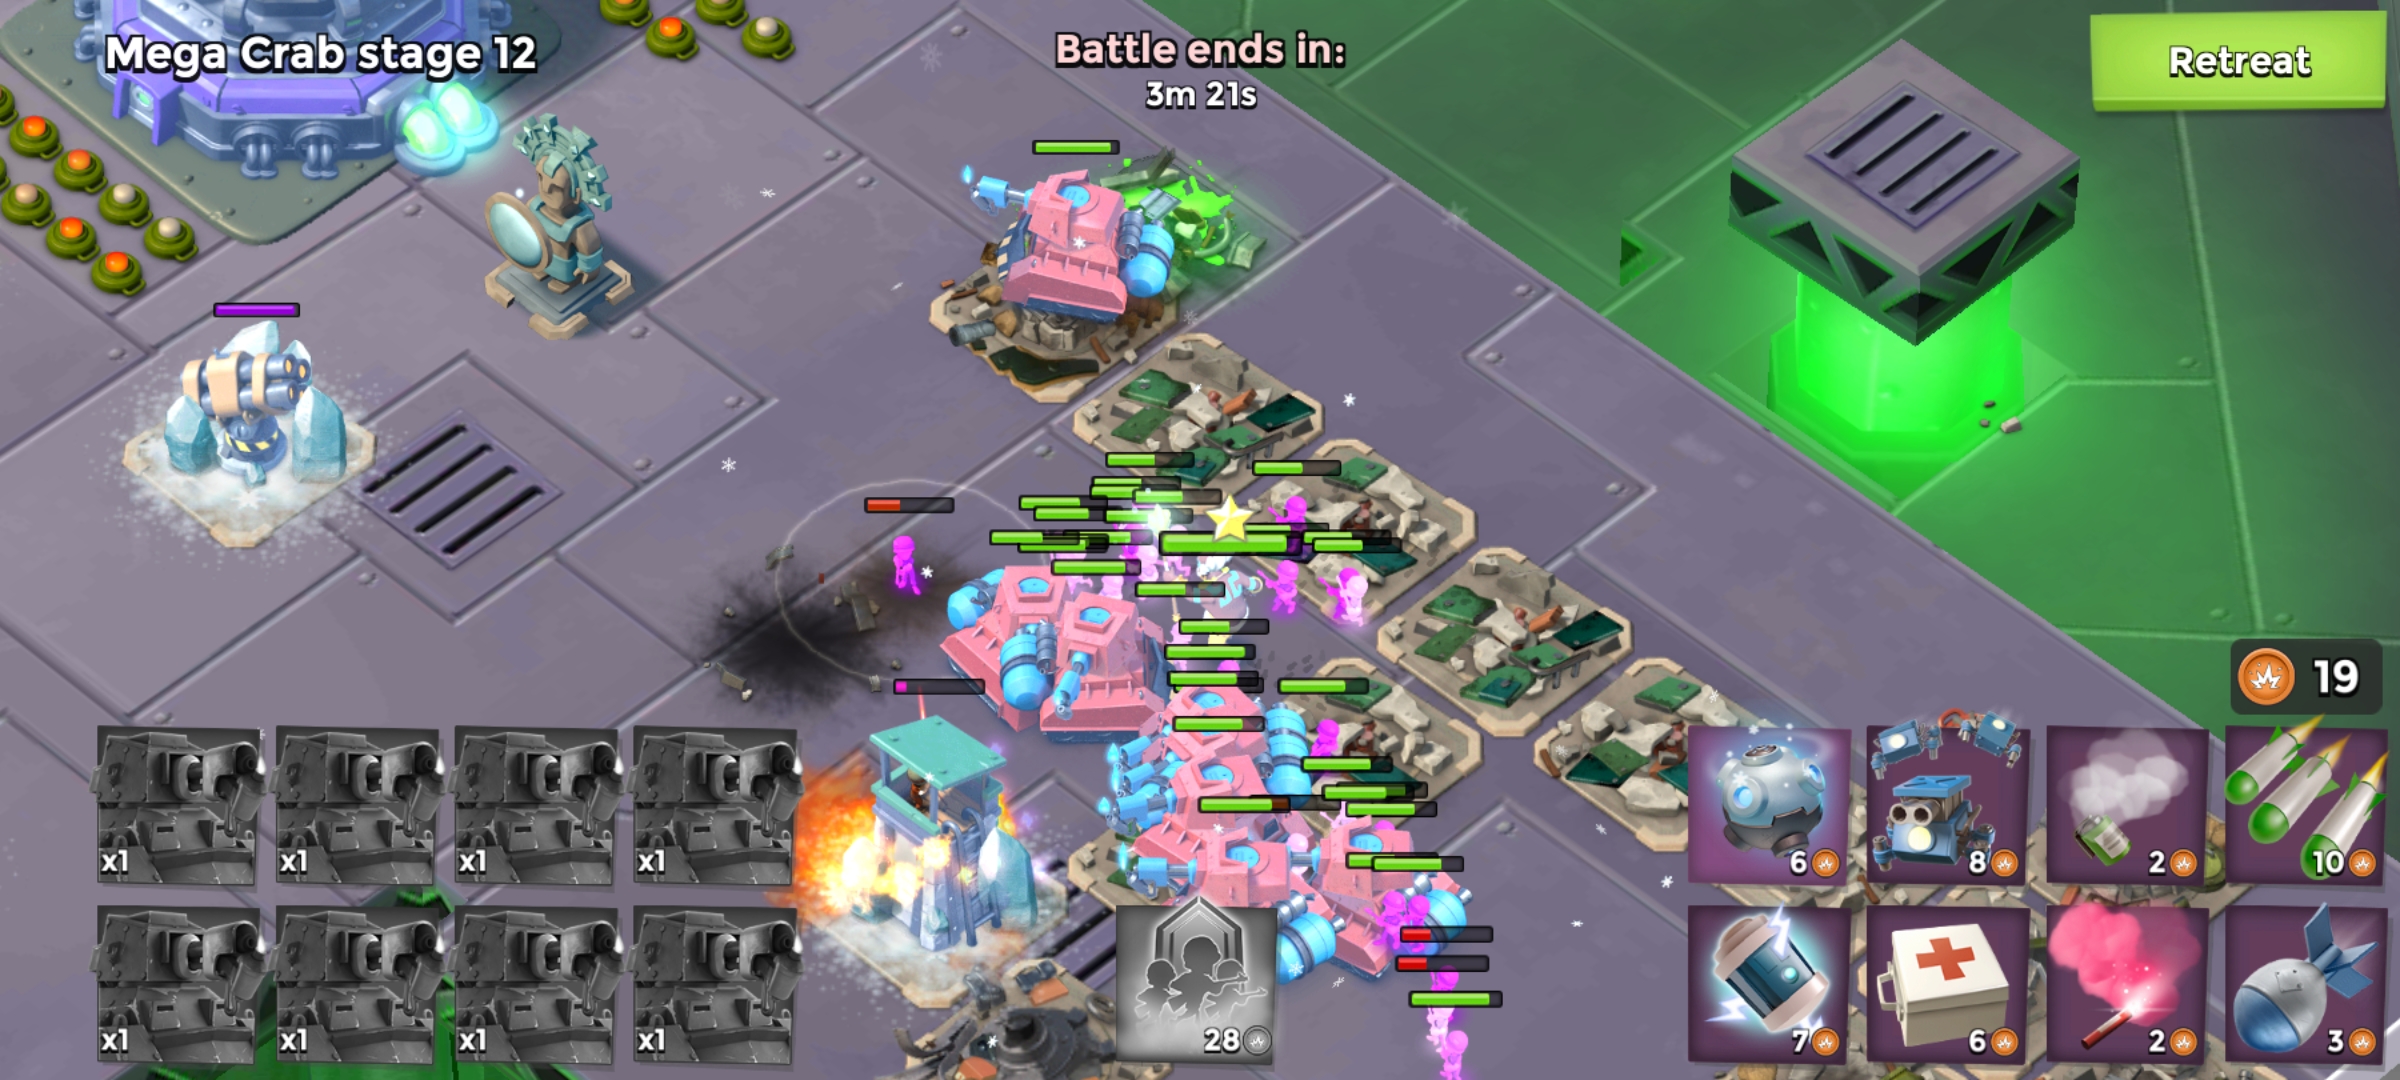 Mega Crab stage 12
Battle ends in:
3m 21s
Retreat
19
x1
x1
x1
x1
6
8
2
10
x1
x1
x1
x1
28
7
6
2
3